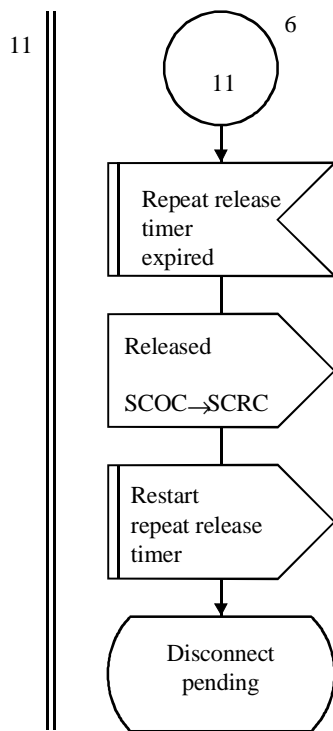 11
6
11
Repeat release
timer
expired
Released
SCOC→SCRC
Restart
repeat release
timer
Disconnect
pending